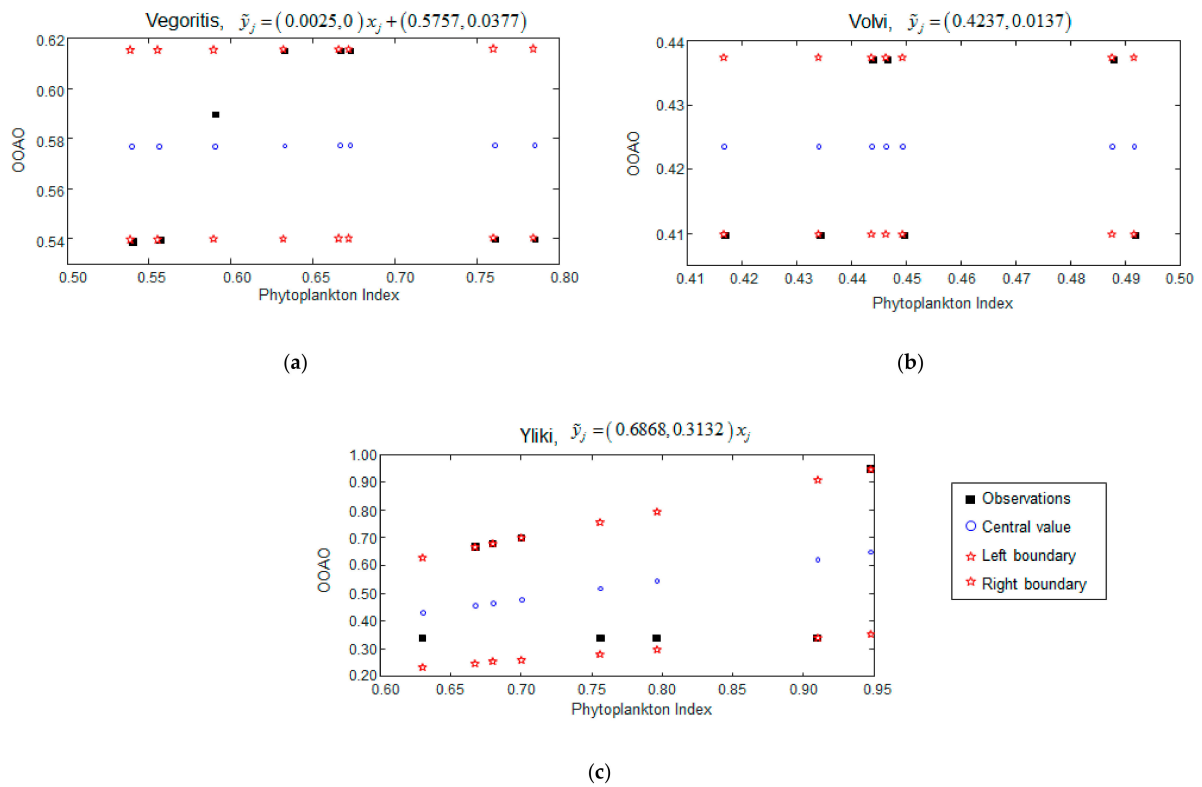 Vegoritis, ỹⱼ = (0.0025, 0) xⱼ + (0.5757, 0.0377)
0.62
0.60
0.58
0.56
0.54
OOAO
0.50 0.55 0.60 0.65 0.70 0.75 0.80
Phytoplankton Index
(a)
Volvi, ỹⱼ = (0.4237, 0.0137)
0.44
0.43
0.42
0.41
OOAO
0.41 0.42 0.43 0.44 0.45 0.46 0.47 0.48 0.49 0.50
Phytoplankton Index
(b)
Yliki, ỹⱼ = (0.6868, 0.3132) xⱼ
1.00
0.90
0.80
0.70
0.60
0.50
0.40
0.30
0.20
OOAO
0.60 0.65 0.70 0.75 0.80 0.85 0.90 0.95
Phytoplankton Index
(c)
Observations
Central value
Left boundary
Right boundary